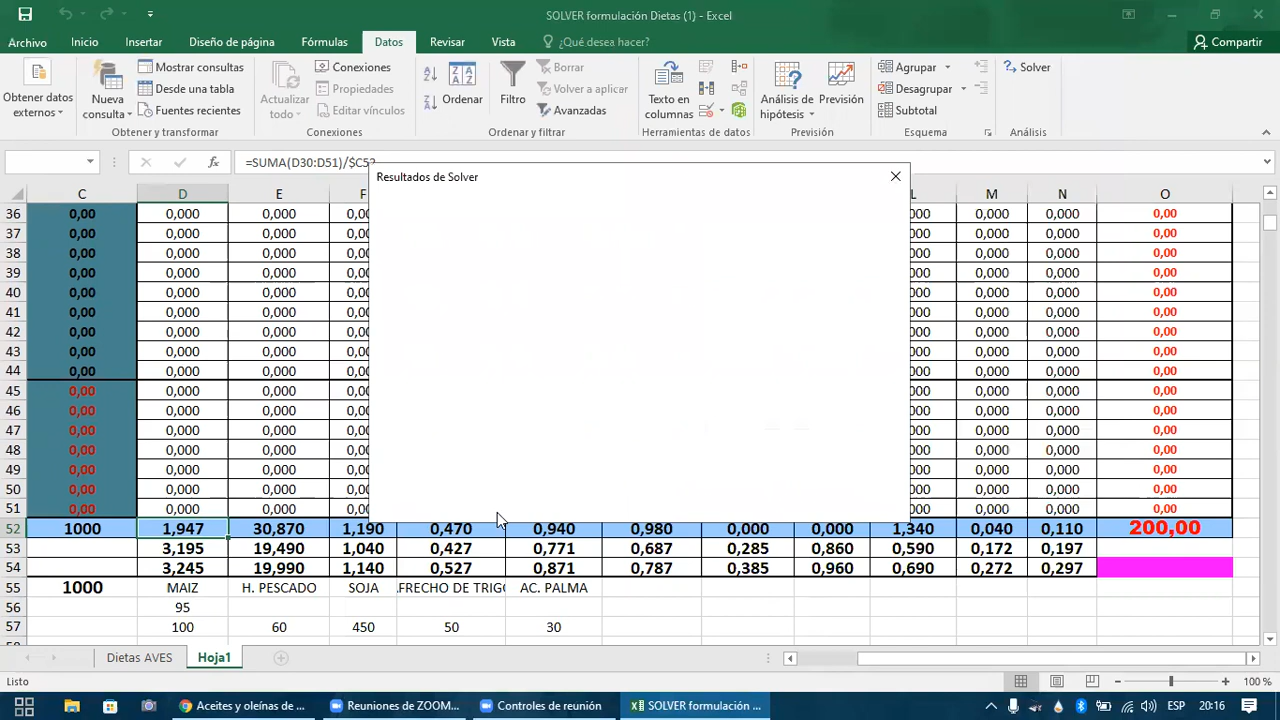 SOLVER formulación Dietas (1) - Excel
Archivo Inicio Insertar Diseño de página Fórmulas Datos Revisar Vista ¿Qué desea hacer? Compartir
Obtener datos externos
Nueva consulta
Mostrar consultas
Desde una tabla
Fuentes recientes
Obtener y transformar
Actualizar todo
Conexiones
Propiedades
Editar vínculos
Conexiones
Ordenar
Filtro
Borrar
Volver a aplicar
Avanzadas
Ordenar y filtrar
Texto en columnas
Herramientas de datos
Análisis de hipótesis
Previsión
Previsión
Agrupar
Desagrupar
Subtotal
Esquema
Solver
Análisis
=SUMA(D30:D51)/$C52
Resultados de Solver
C D E F L M N O
36 0,00 0,000 0,000 0,00 ,000 0,000 0,000 0,00
37 0,00 0,000 0,000 0,00 ,000 0,000 0,000 0,00
38 0,00 0,000 0,000 0,00 ,000 0,000 0,000 0,00
39 0,00 0,000 0,000 0,00 ,000 0,000 0,000 0,00
40 0,00 0,000 0,000 0,00 ,000 0,000 0,000 0,00
41 0,00 0,000 0,000 0,00 ,000 0,000 0,000 0,00
42 0,00 0,000 0,000 0,00 ,000 0,000 0,000 0,00
43 0,00 0,000 0,000 0,00 ,000 0,000 0,000 0,00
44 0,00 0,000 0,000 0,00 ,000 0,000 0,000 0,00
45 0,00 0,000 0,000 0,00 ,000 0,000 0,000 0,00
46 0,00 0,000 0,000 0,00 ,000 0,000 0,000 0,00
47 0,00 0,000 0,000 0,00 ,000 0,000 0,000 0,00
48 0,00 0,000 0,000 0,00 ,000 0,000 0,000 0,00
49 0,00 0,000 0,000 0,00 ,000 0,000 0,000 0,00
50 0,00 0,000 0,000 0,00 ,000 0,000 0,000 0,00
51 0,00 0,000 0,000 0,00 ,000 0,000 0,000 0,00
52 1000 1,947 30,870 1,190 0,470 0,940 0,980 0,000 0,000 1,340 0,040 0,110 200,00
53 3,195 19,490 1,040 0,427 0,771 0,687 0,285 0,860 0,590 0,172 0,197
54 3,245 19,990 1,140 0,527 0,871 0,787 0,385 0,960 0,690 0,272 0,297
55 1000 MAIZ H. PESCADO SOJA FRECHO DE TRIGO AC. PALMA
56 95
57 100 60 450 50 30
Dietas AVES Hoja1
Listo 100 %
Aceites y oleínas de ... Reuniones de ZOOM... Controles de reunión SOLVER formulación ... ESP 20:16